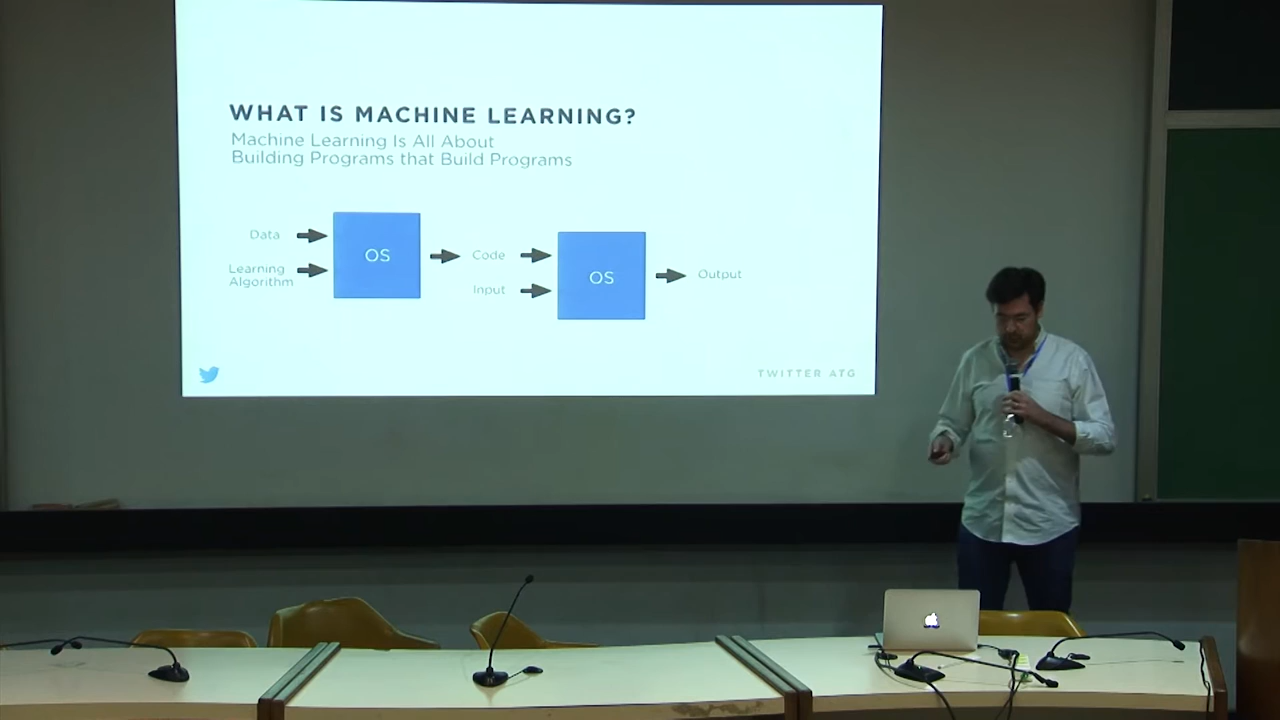 WHAT IS MACHINE LEARNING?
Machine Learning Is All About
Building Programs that Build Programs
Data
Learning
Algorithm
OS
Code
Input
OS
Output
TWITTER ATG